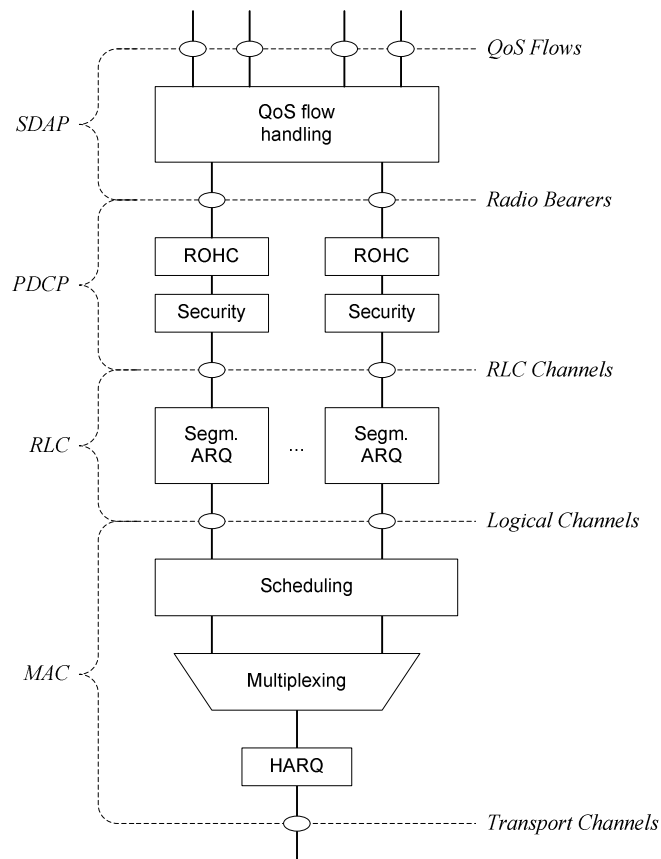 QoS Flows
QoS flow
handling
SDAP
Radio Bearers
ROHC
ROHC
PDCP
Security
Security
RLC Channels
Segm.
ARQ
...
Segm.
ARQ
RLC
Logical Channels
Scheduling
MAC
Multiplexing
HARQ
Transport Channels